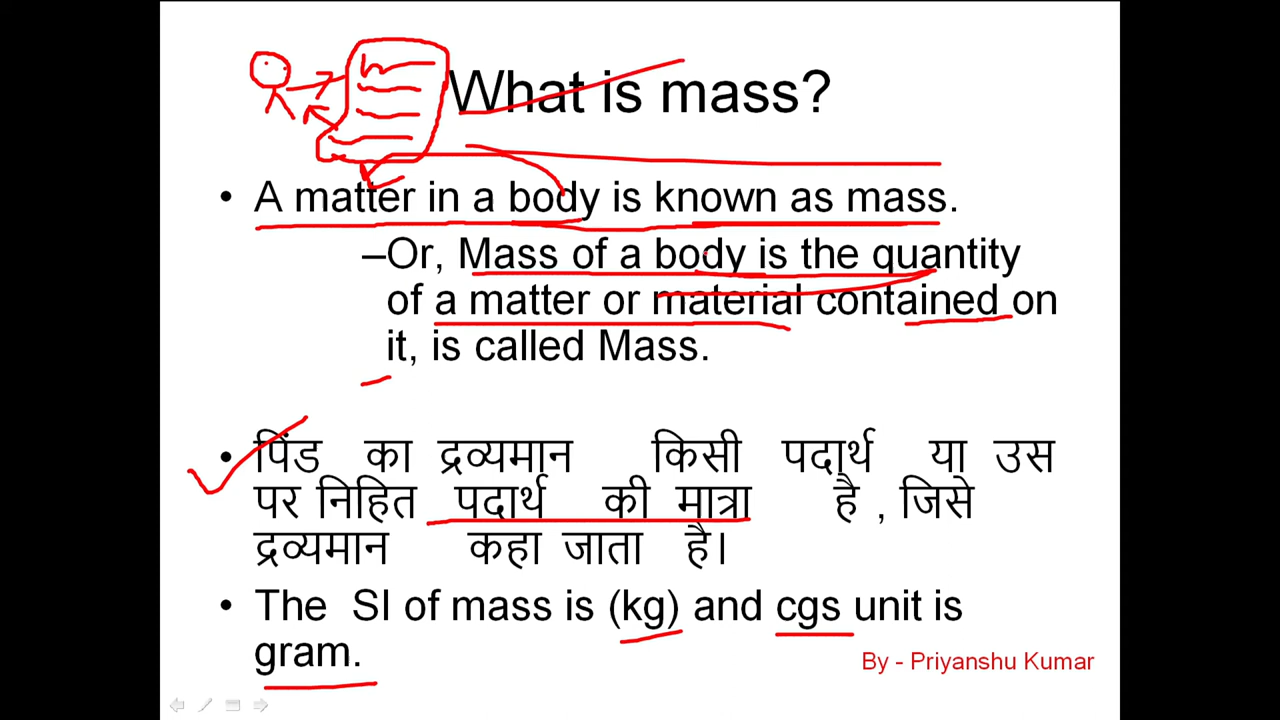 What is mass?
• A matter in a body is known as mass.
–Or, Mass of a body is the quantity
of a matter or material contained on
it, is called Mass.
• पिंड का द्रव्यमान किसी पदार्थ या उस
पर निहित पदार्थ की मात्रा है , जिसे
द्रव्यमान कहा जाता है।
• The SI of mass is (kg) and cgs unit is
gram.
By - Priyanshu Kumar